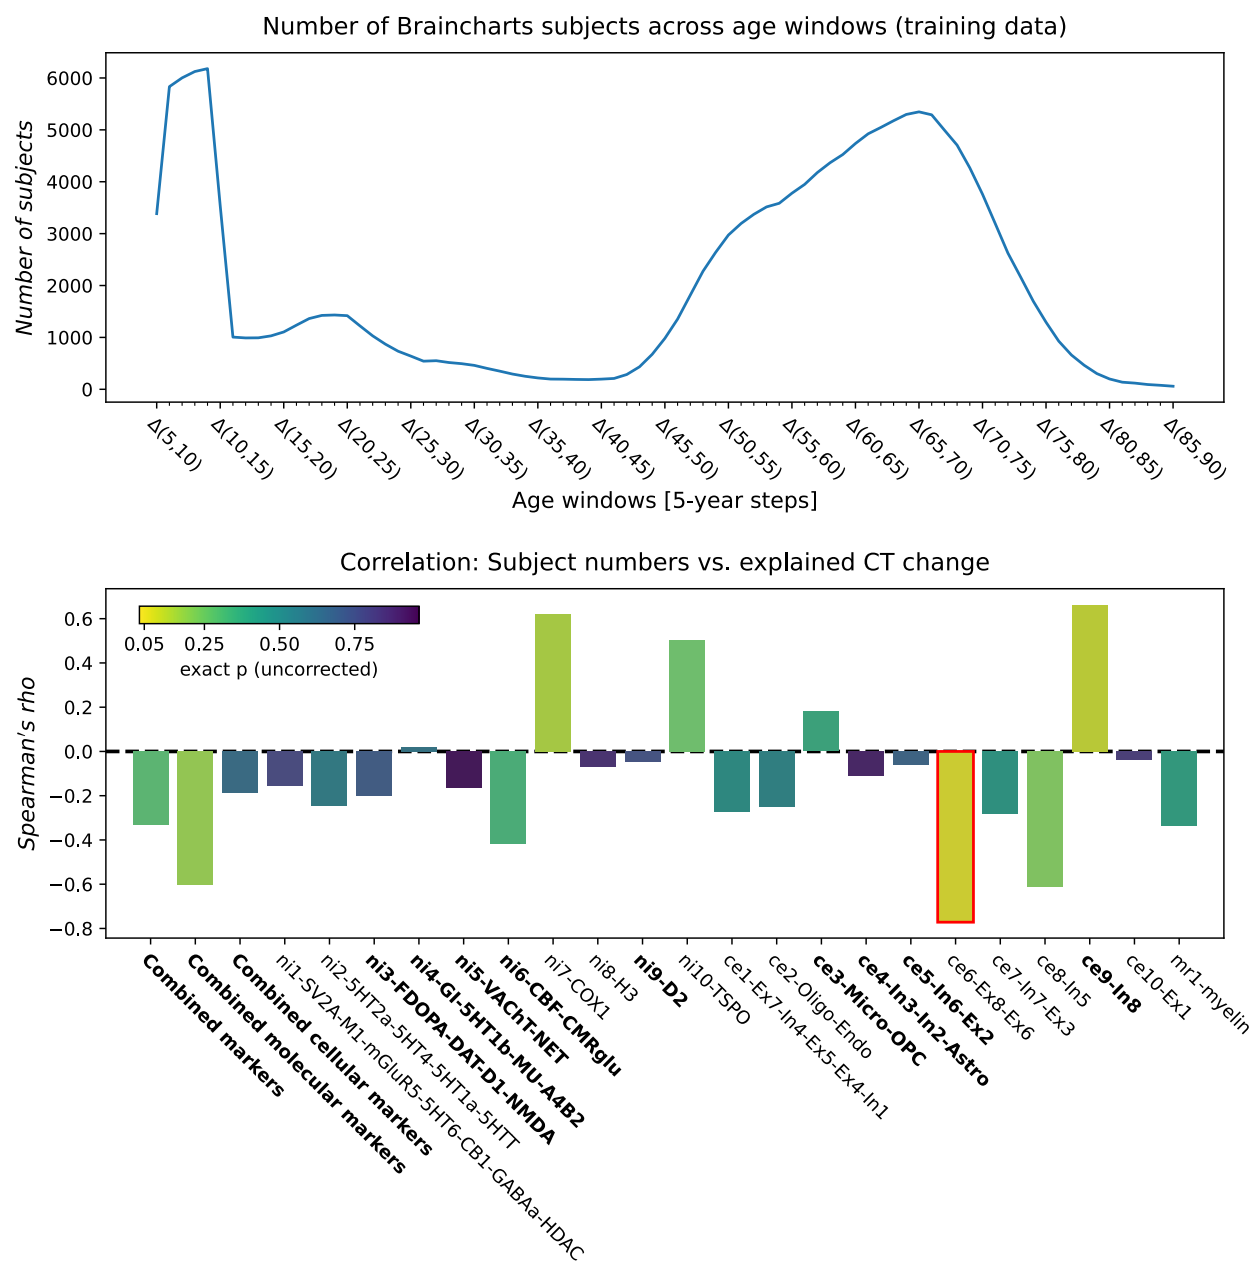 Number of Braincharts subjects across age windows (training data)
Number of subjects
6000
5000
4000
3000
2000
1000
0
Δ(5,10)
Δ(10,15)
Δ(15,20)
Δ(20,25)
Δ(25,30)
Δ(30,35)
Δ(35,40)
Δ(40,45)
Δ(45,50)
Δ(50,55)
Δ(55,60)
Δ(60,65)
Δ(65,70)
Δ(70,75)
Δ(75,80)
Δ(80,85)
Δ(85,90)
Age windows [5-year steps]
Correlation: Subject numbers vs. explained CT change
Spearman's rho
0.6
0.4
0.2
0.0
−0.2
−0.4
−0.6
−0.8
0.05 0.25 0.50 0.75
exact p (uncorrected)
Combined markers
Combined molecular markers
Combined cellular markers
ni1-SV2A-M1-mGluR5-5HT6-CB1-GABAa-HDAC
ni2-5HT2a-5HT4-5HT1a-5HTT
ni3-FDOPA-DAT-D1-NMDA
ni4-GI-5HT1b-MU-A4B2
ni5-VAChT-NET
ni6-CBF-CMRglu
ni7-COX1
ni8-H3
ni9-D2
ni10-TSPO
ce1-Ex7-In4-Ex5-Ex4-In1
ce2-Oligo-Endo
ce3-Micro-OPC
ce4-In3-In2-Astro
ce5-In6-Ex2
ce6-Ex8-Ex6
ce7-In7-Ex3
ce8-In5
ce9-In8
ce10-Ex1
mr1-myelin